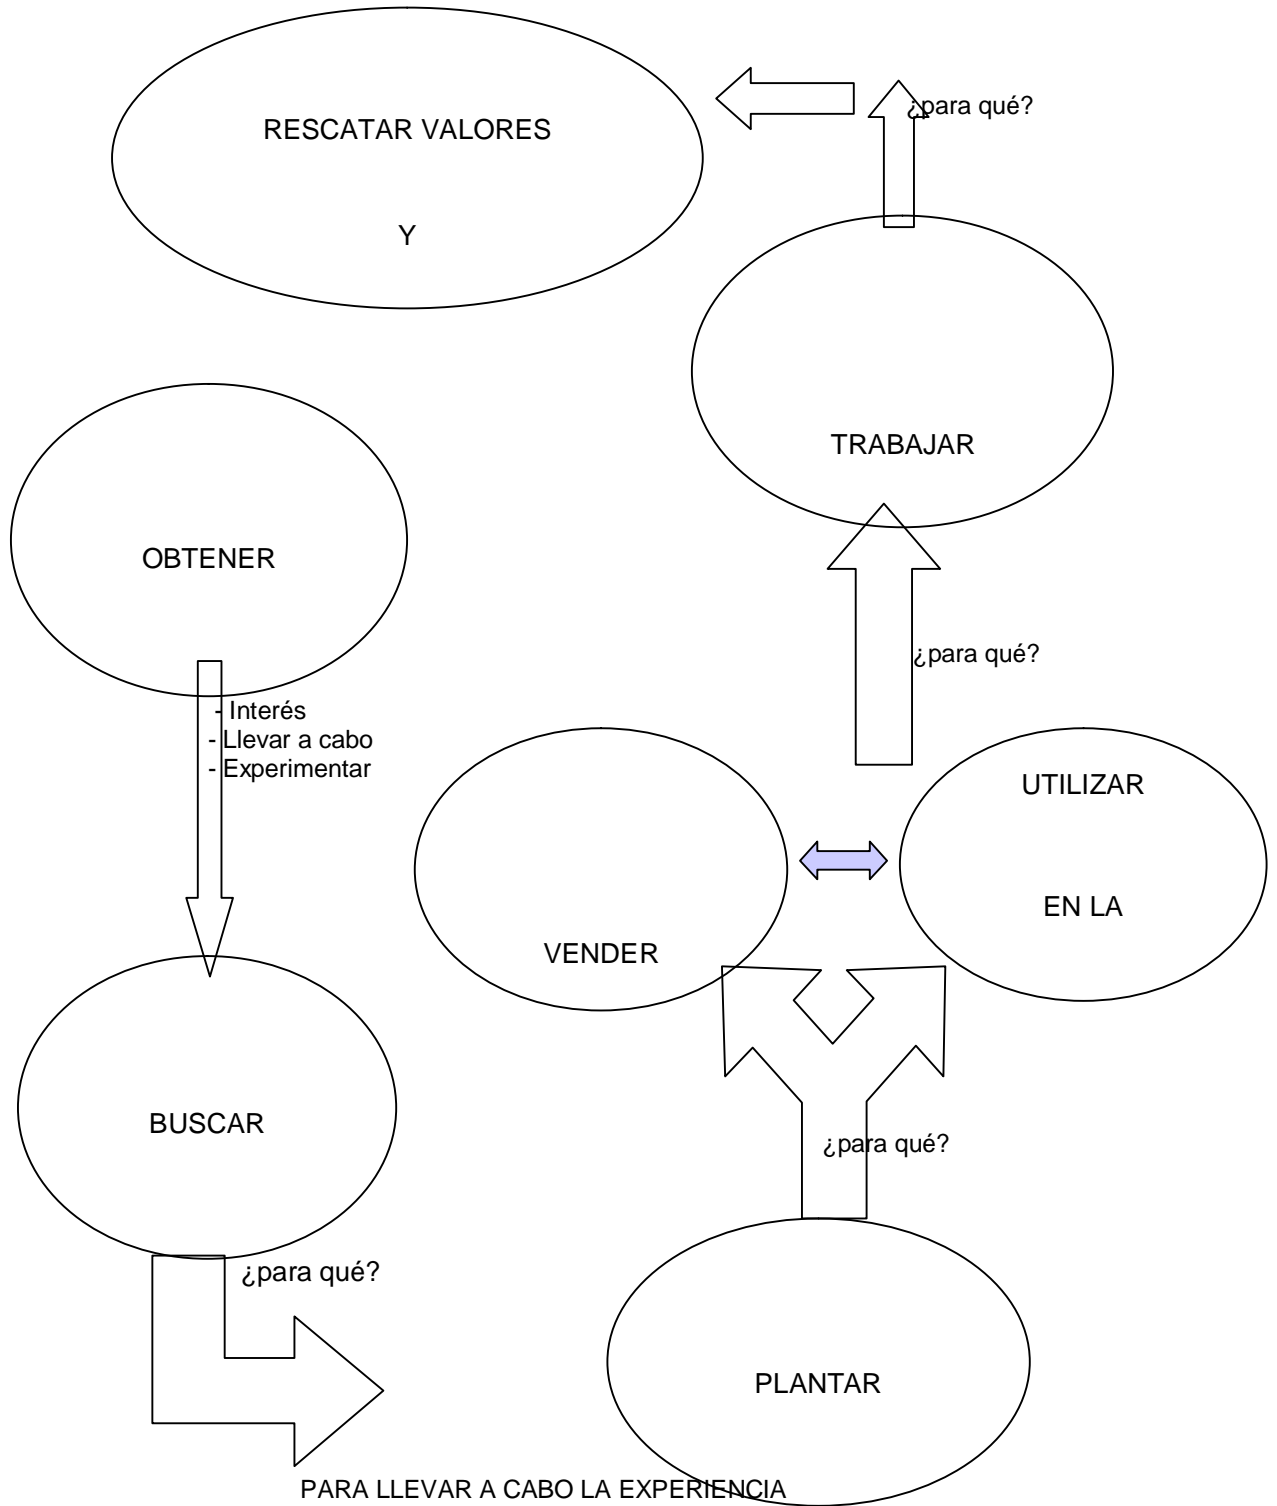 RESCATAR VALORES
Y
¿para qué?
TRABAJAR
OBTENER
¿para qué?
- Interés
- Llevar a cabo
- Experimentar
UTILIZAR
EN LA
VENDER
BUSCAR
¿para qué?
¿para qué?
PLANTAR
PARA LLEVAR A CABO LA EXPERIENCIA